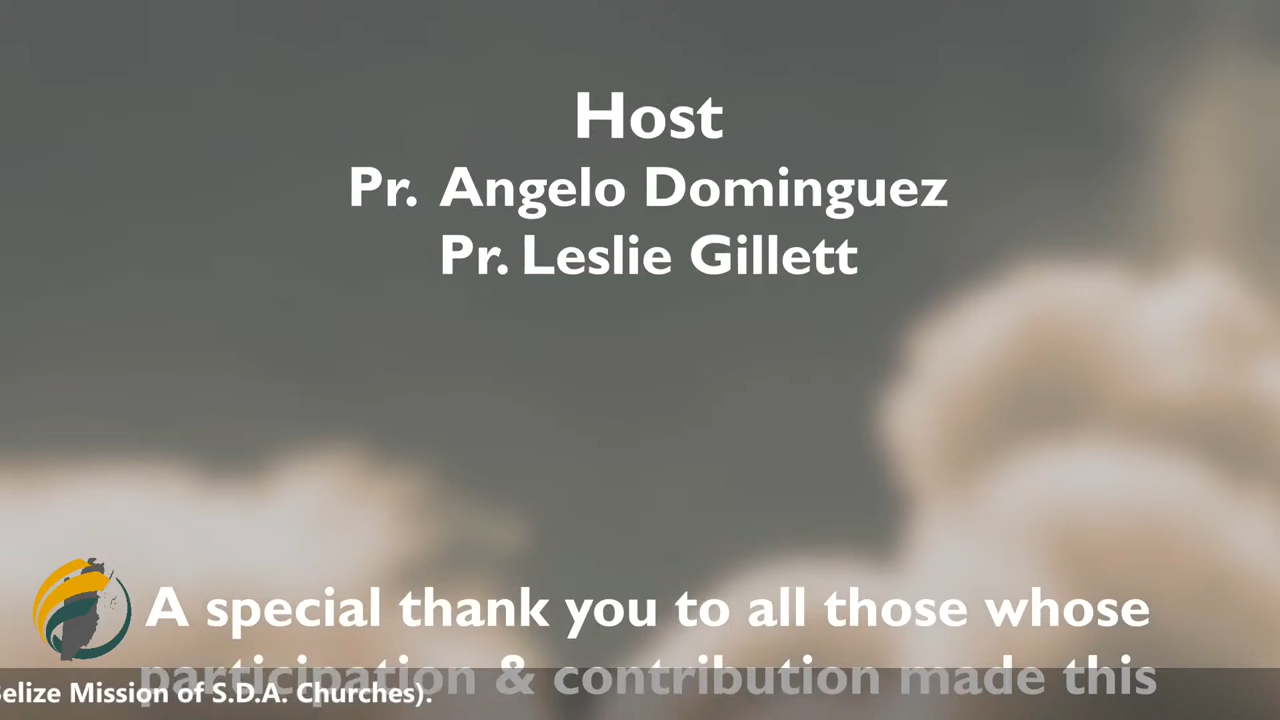 Host
Pr. Angelo Dominguez
Pr. Leslie Gillett
A special thank you to all those whose
participation & contribution made this
Belize Mission of S.D.A. Churches).